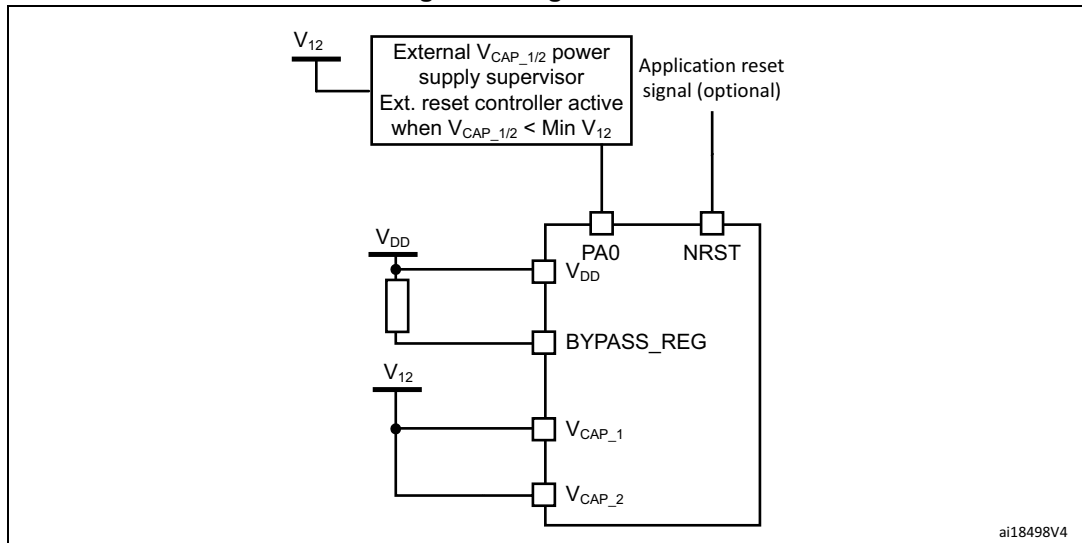 V12
External VCAP_1/2 power
supply supervisor
Ext. reset controller active
when VCAP_1/2 < Min V12
Application reset
signal (optional)
PA0
NRST
VDD
VDD
BYPASS_REG
V12
VCAP_1
VCAP_2
ai18498V4